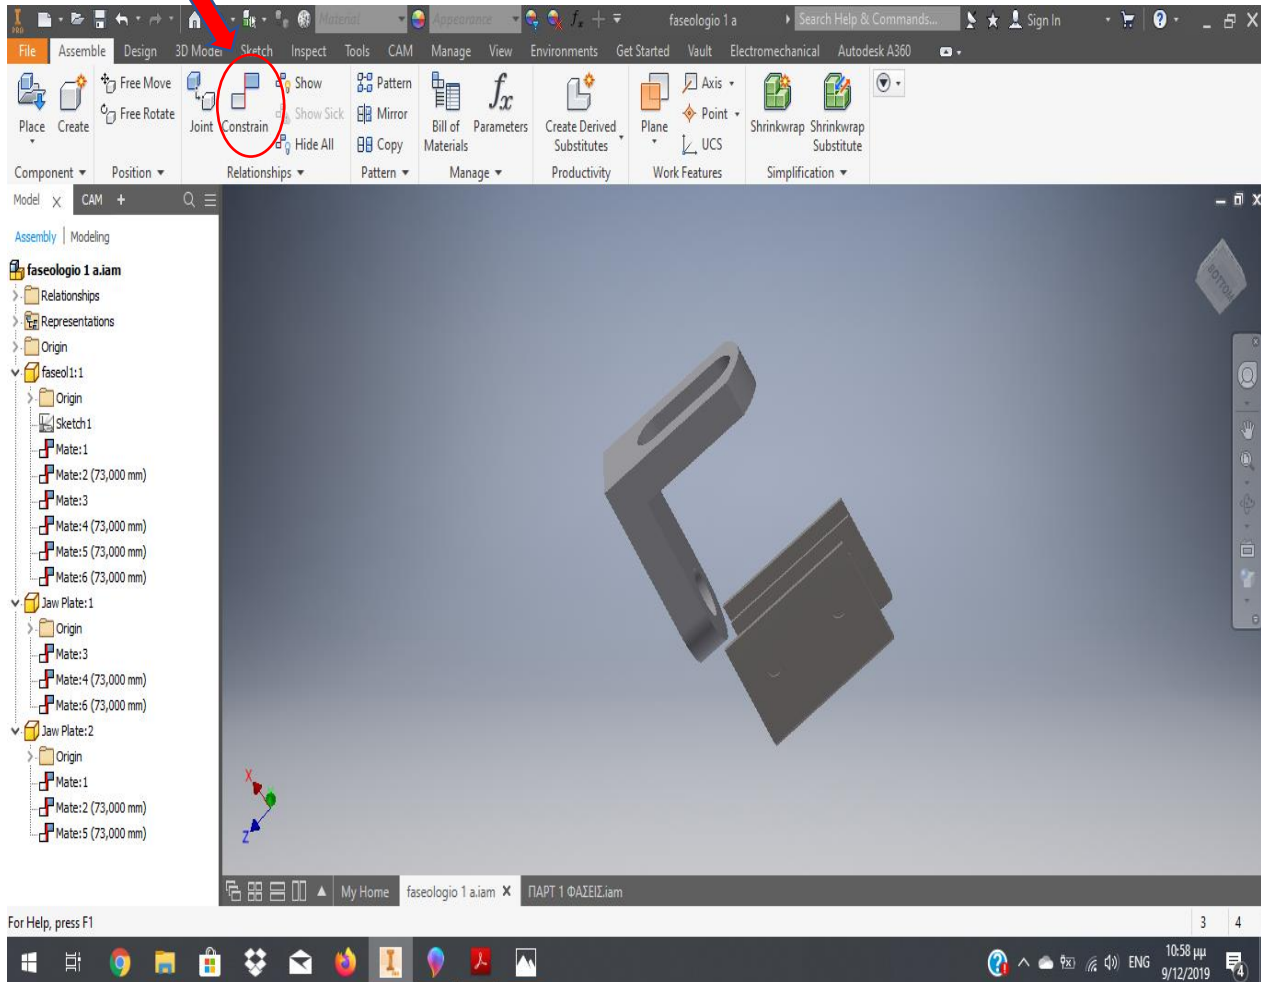 PRO
Material
Appearance
faseologio 1 a
Search Help & Commands...
Sign In
File Assemble Design 3D Model Sketch Inspect Tools CAM Manage View Environments Get Started Vault Electromechanical Autodesk A360
Place Create Free Move Free Rotate Joint Constrain Show Show Sick Hide All
Pattern Mirror Copy
Bill of Materials Parameters Create Derived Substitutes Plane Axis Point UCS Shrinkwrap Shrinkwrap Substitute
Component Position Relationships Pattern Manage Productivity Work Features Simplification
Model CAM
Assembly Modeling
faseologio 1 a.iam
Relationships
Representations
Origin
faseol1:1
Origin
Sketch1
Mate:1
Mate:2 (73,000 mm)
Mate:3
Mate:4 (73,000 mm)
Mate:5 (73,000 mm)
Mate:6 (73,000 mm)
Jaw Plate:1
Origin
Mate:3
Mate:4 (73,000 mm)
Mate:6 (73,000 mm)
Jaw Plate:2
Origin
Mate:1
Mate:2 (73,000 mm)
Mate:5 (73,000 mm)
BOTTOM
X
Z
My Home faseologio 1 a.iam ΠΑΡΤ 1 ΦΑΣΕΙΣ.iam
For Help, press F1
3 4
ENG
10:58 μμ
9/12/2019